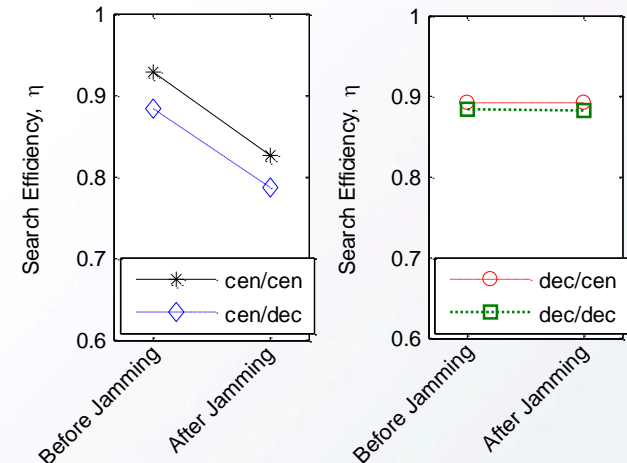 Search Efficiency, η
1
0.9
0.8
0.7
0.6
cen/cen
cen/dec
Before Jamming
After Jamming
Search Efficiency, η
1
0.9
0.8
0.7
0.6
dec/cen
dec/dec
Before Jamming
After Jamming